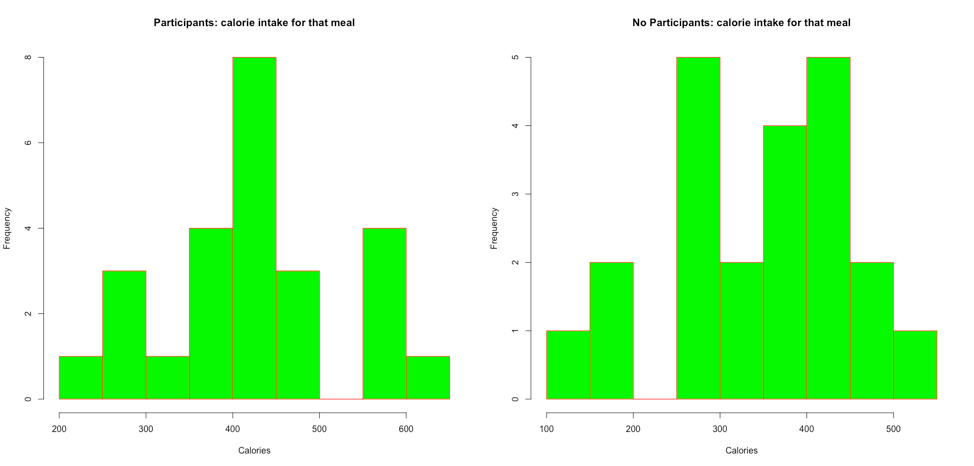 Participants: calorie intake for that meal
Frequency
8
6
4
2
0
200 300 400 500 600
Calories
No Participants: calorie intake for that meal
Frequency
5
4
3
2
1
0
100 200 300 400 500
Calories